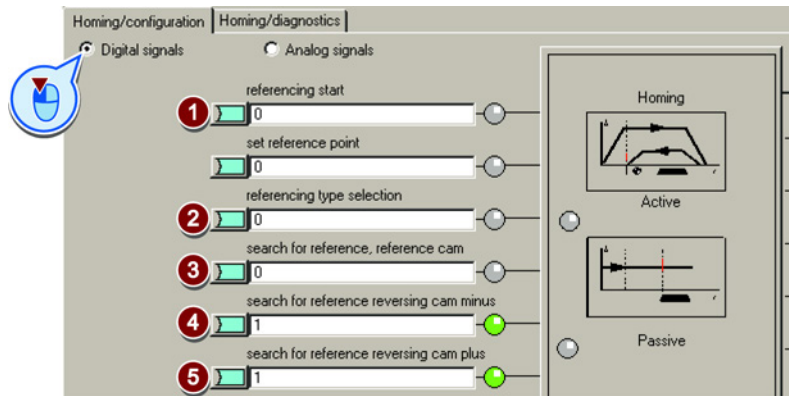 Homing/configuration Homing/diagnostics
Digital signals Analog signals
referencing start
1 0
set reference point
0
referencing type selection
2 0
search for reference, reference cam
3 0
search for reference reversing cam minus
4 1
search for reference reversing cam plus
5 1
Homing
Active
Passive